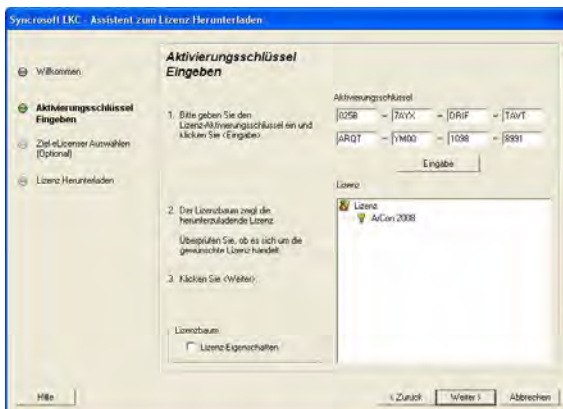 Syncrosoft LKC - Assistent zum Lizenz Herunterladen
Willkommen
Aktivierungsschlüssel
Eingeben
Ziel-eLicenser Auswählen
(Optional)
Lizenz Herunterladen
Aktivierungsschlüssel
Eingeben
1. Bitte geben Sie den
Lizenz-Aktivierungsschlüssel ein und
klicken Sie <Eingabe>.
Aktivierungsschlüssel
025B - 7AYX - DRIF - TAVT
ARQT - YM00 - 1098 - 8991
Eingabe
Lizenz
Lizenz
ArCon 2008
2. Der Lizenzbaum zeigt die
herunterzuladende Lizenz.
Überprüfen Sie, ob es sich um die
gewünschte Lizenz handelt.
3. Klicken Sie <Weiter>.
Lizenzbaum
Lizenz-Eigenschaften
Hilfe
< Zurück
Weiter >
Abbrechen